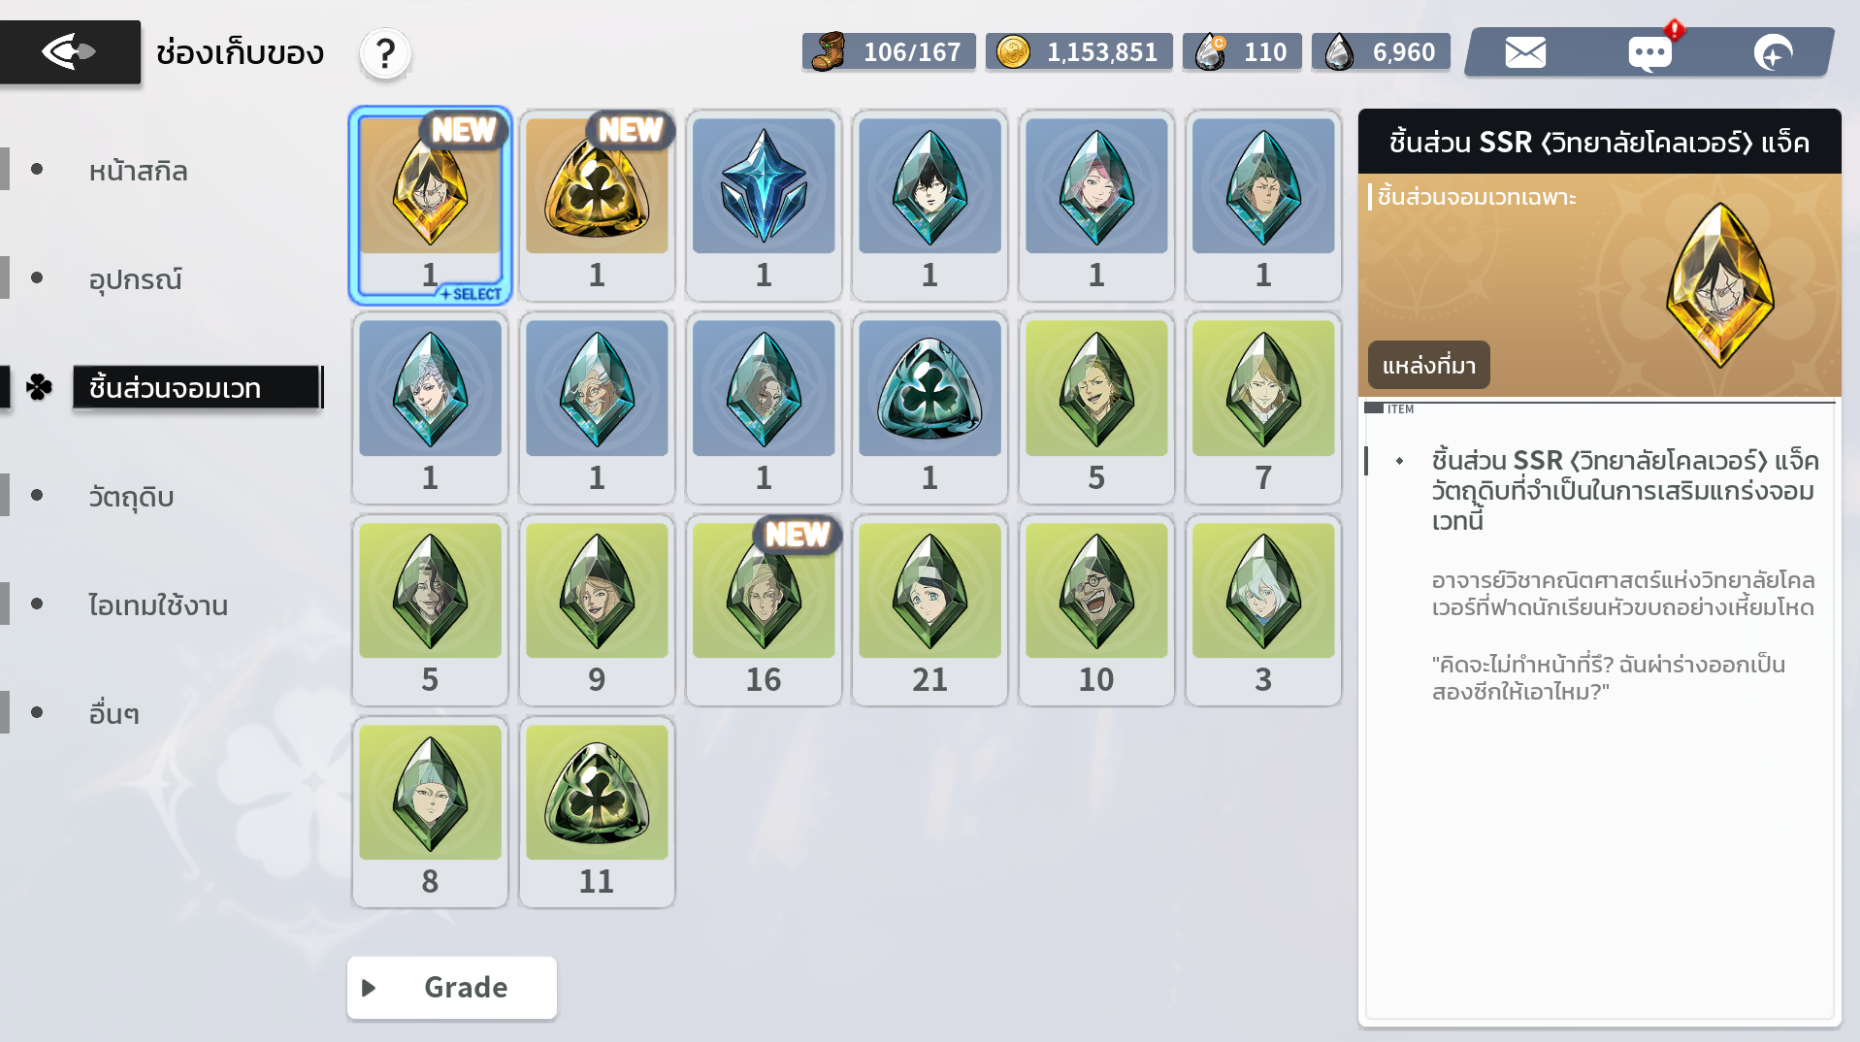 ช่องเก็บของ
?
106/167
1,153,851
110
6,960
หน้าสกิล
อุปกรณ์
ชิ้นส่วนจอมเวท
วัตถุดิบ
ไอเทมใช้งาน
อื่นๆ
NEW
NEW
1
+SELECT
1
1
1
1
1
1
1
1
1
5
7
NEW
5
9
16
21
10
3
8
11
Grade
ชิ้นส่วน SSR 〈วิทยาลัยโคลเวอร์〉 แจ็ค
ชิ้นส่วนจอมเวทเฉพาะ
แหล่งที่มา
ITEM
ชิ้นส่วน SSR 〈วิทยาลัยโคลเวอร์〉 แจ็ค
วัตถุดิบที่จำเป็นในการเสริมแกร่งจอม
เวทนี้
อาจารย์วิชาคณิตศาสตร์แห่งวิทยาลัยโคล
เวอร์ที่ฟาดนักเรียนหัวขบถอย่างเหี้ยมโหด
"คิดจะไม่ทำหน้าที่รึ? ฉันผ่าร่างออกเป็น
สองซีกให้เอาไหม?"